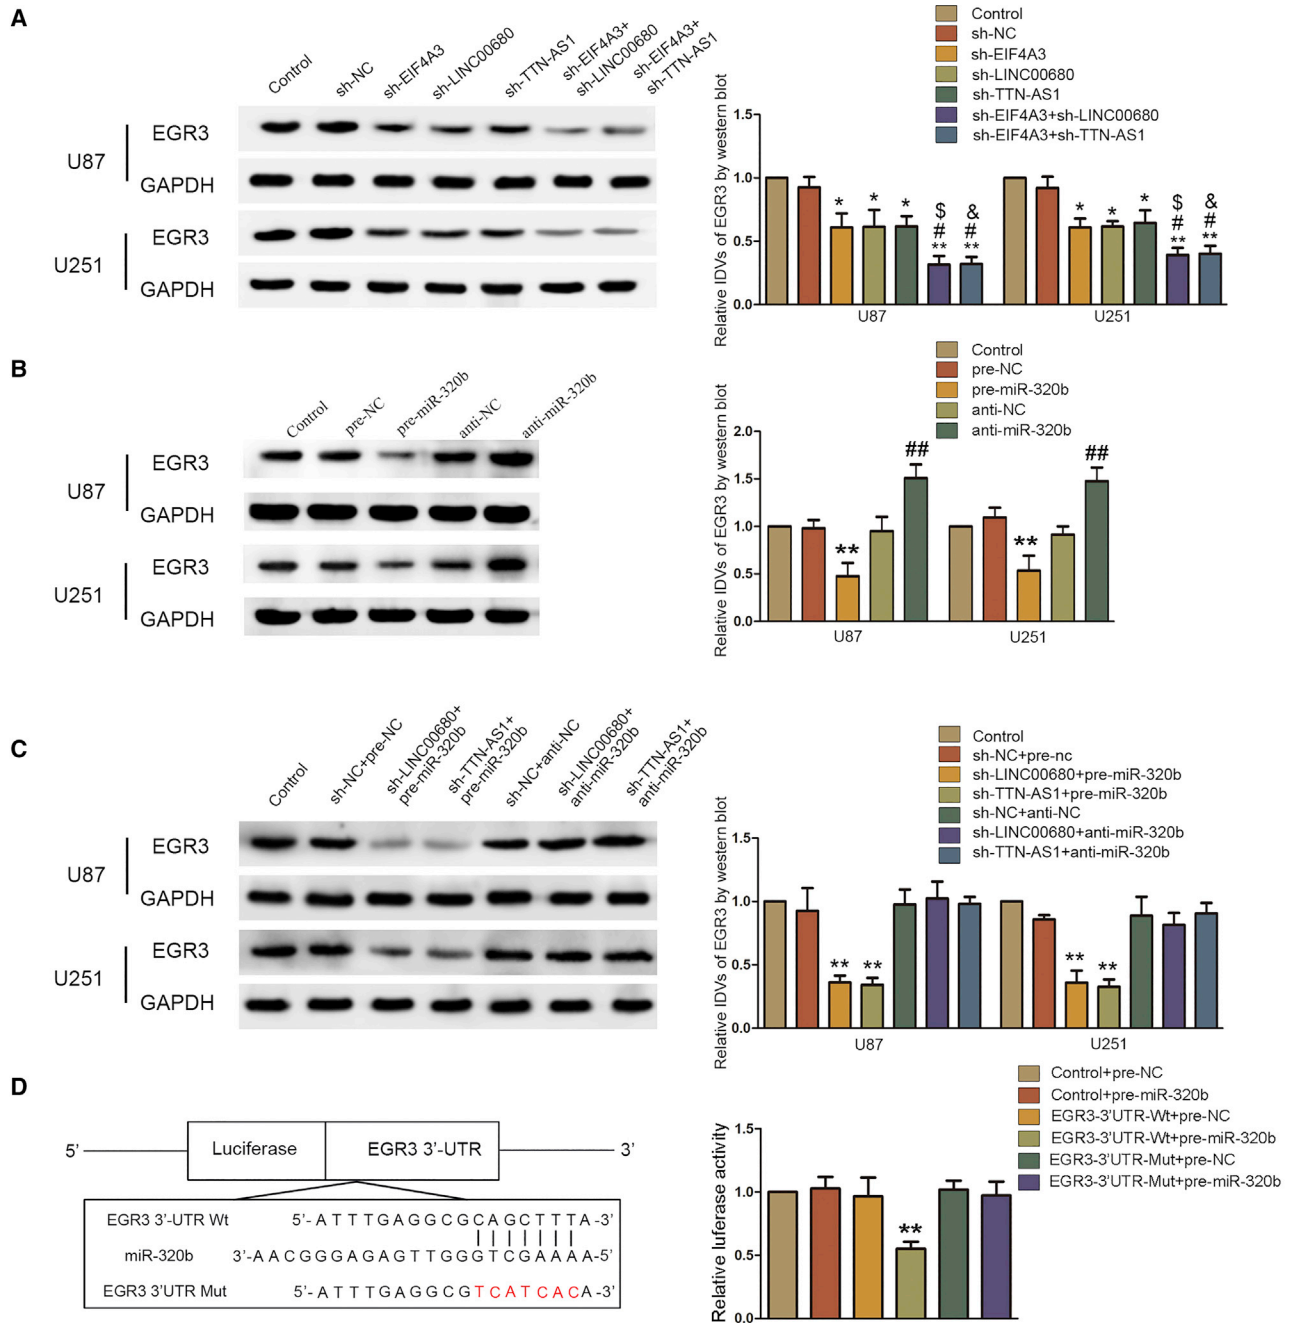 A
Control
sh-NC
sh-EIF4A3
sh-LINC00680
sh-TTN-AS1
sh-EIF4A3+
sh-LINC00680
sh-EIF4A3+
sh-TTN-AS1
U87
EGR3
GAPDH
U251
EGR3
GAPDH
Control
sh-NC
sh-EIF4A3
sh-LINC00680
sh-TTN-AS1
sh-EIF4A3+sh-LINC00680
sh-EIF4A3+sh-TTN-AS1
Relative IDVs of EGR3 by western blot
1.5
1.0
0.5
0.0
* * *
$ # **
& # **
* * *
$ # **
& # **
U87
U251
B
Control
pre-NC
pre-miR-320b
anti-NC
anti-miR-320b
U87
EGR3
GAPDH
U251
EGR3
GAPDH
Control
pre-NC
pre-miR-320b
anti-NC
anti-miR-320b
Relative IDVs of EGR3 by western blot
2.0
1.5
1.0
0.5
0.0
**
##
**
##
U87
U251
C
Control
sh-NC+pre-NC
sh-LINC00680+
pre-miR-320b
sh-TTN-AS1+
pre-miR-320b
sh-NC+anti-NC
sh-LINC00680+
anti-miR-320b
sh-TTN-AS1+
anti-miR-320b
U87
EGR3
GAPDH
U251
EGR3
GAPDH
Control
sh-NC+pre-nc
sh-LINC00680+pre-miR-320b
sh-TTN-AS1+pre-miR-320b
sh-NC+anti-NC
sh-LINC00680+anti-miR-320b
sh-TTN-AS1+anti-miR-320b
Relative IDVs of EGR3 by western blot
1.5
1.0
0.5
0.0
** **
** **
U87
U251
D
5’
Luciferase
EGR3 3’-UTR
3’
EGR3 3’-UTR Wt 5’-ATTTGAGGCGCAGCTTTA-3’
miR-320b 3’-AACGGGAGAGTTGGGTCGAAAA-5’
EGR3 3’UTR Mut 5’-ATTTGAGGCGTCATCACA-3’
Control+pre-NC
Control+pre-miR-320b
EGR3-3’UTR-Wt+pre-NC
EGR3-3’UTR-Wt+pre-miR-320b
EGR3-3’UTR-Mut+pre-NC
EGR3-3’UTR-Mut+pre-miR-320b
Relative luferase activity
1.5
1.0
0.5
0.0
**